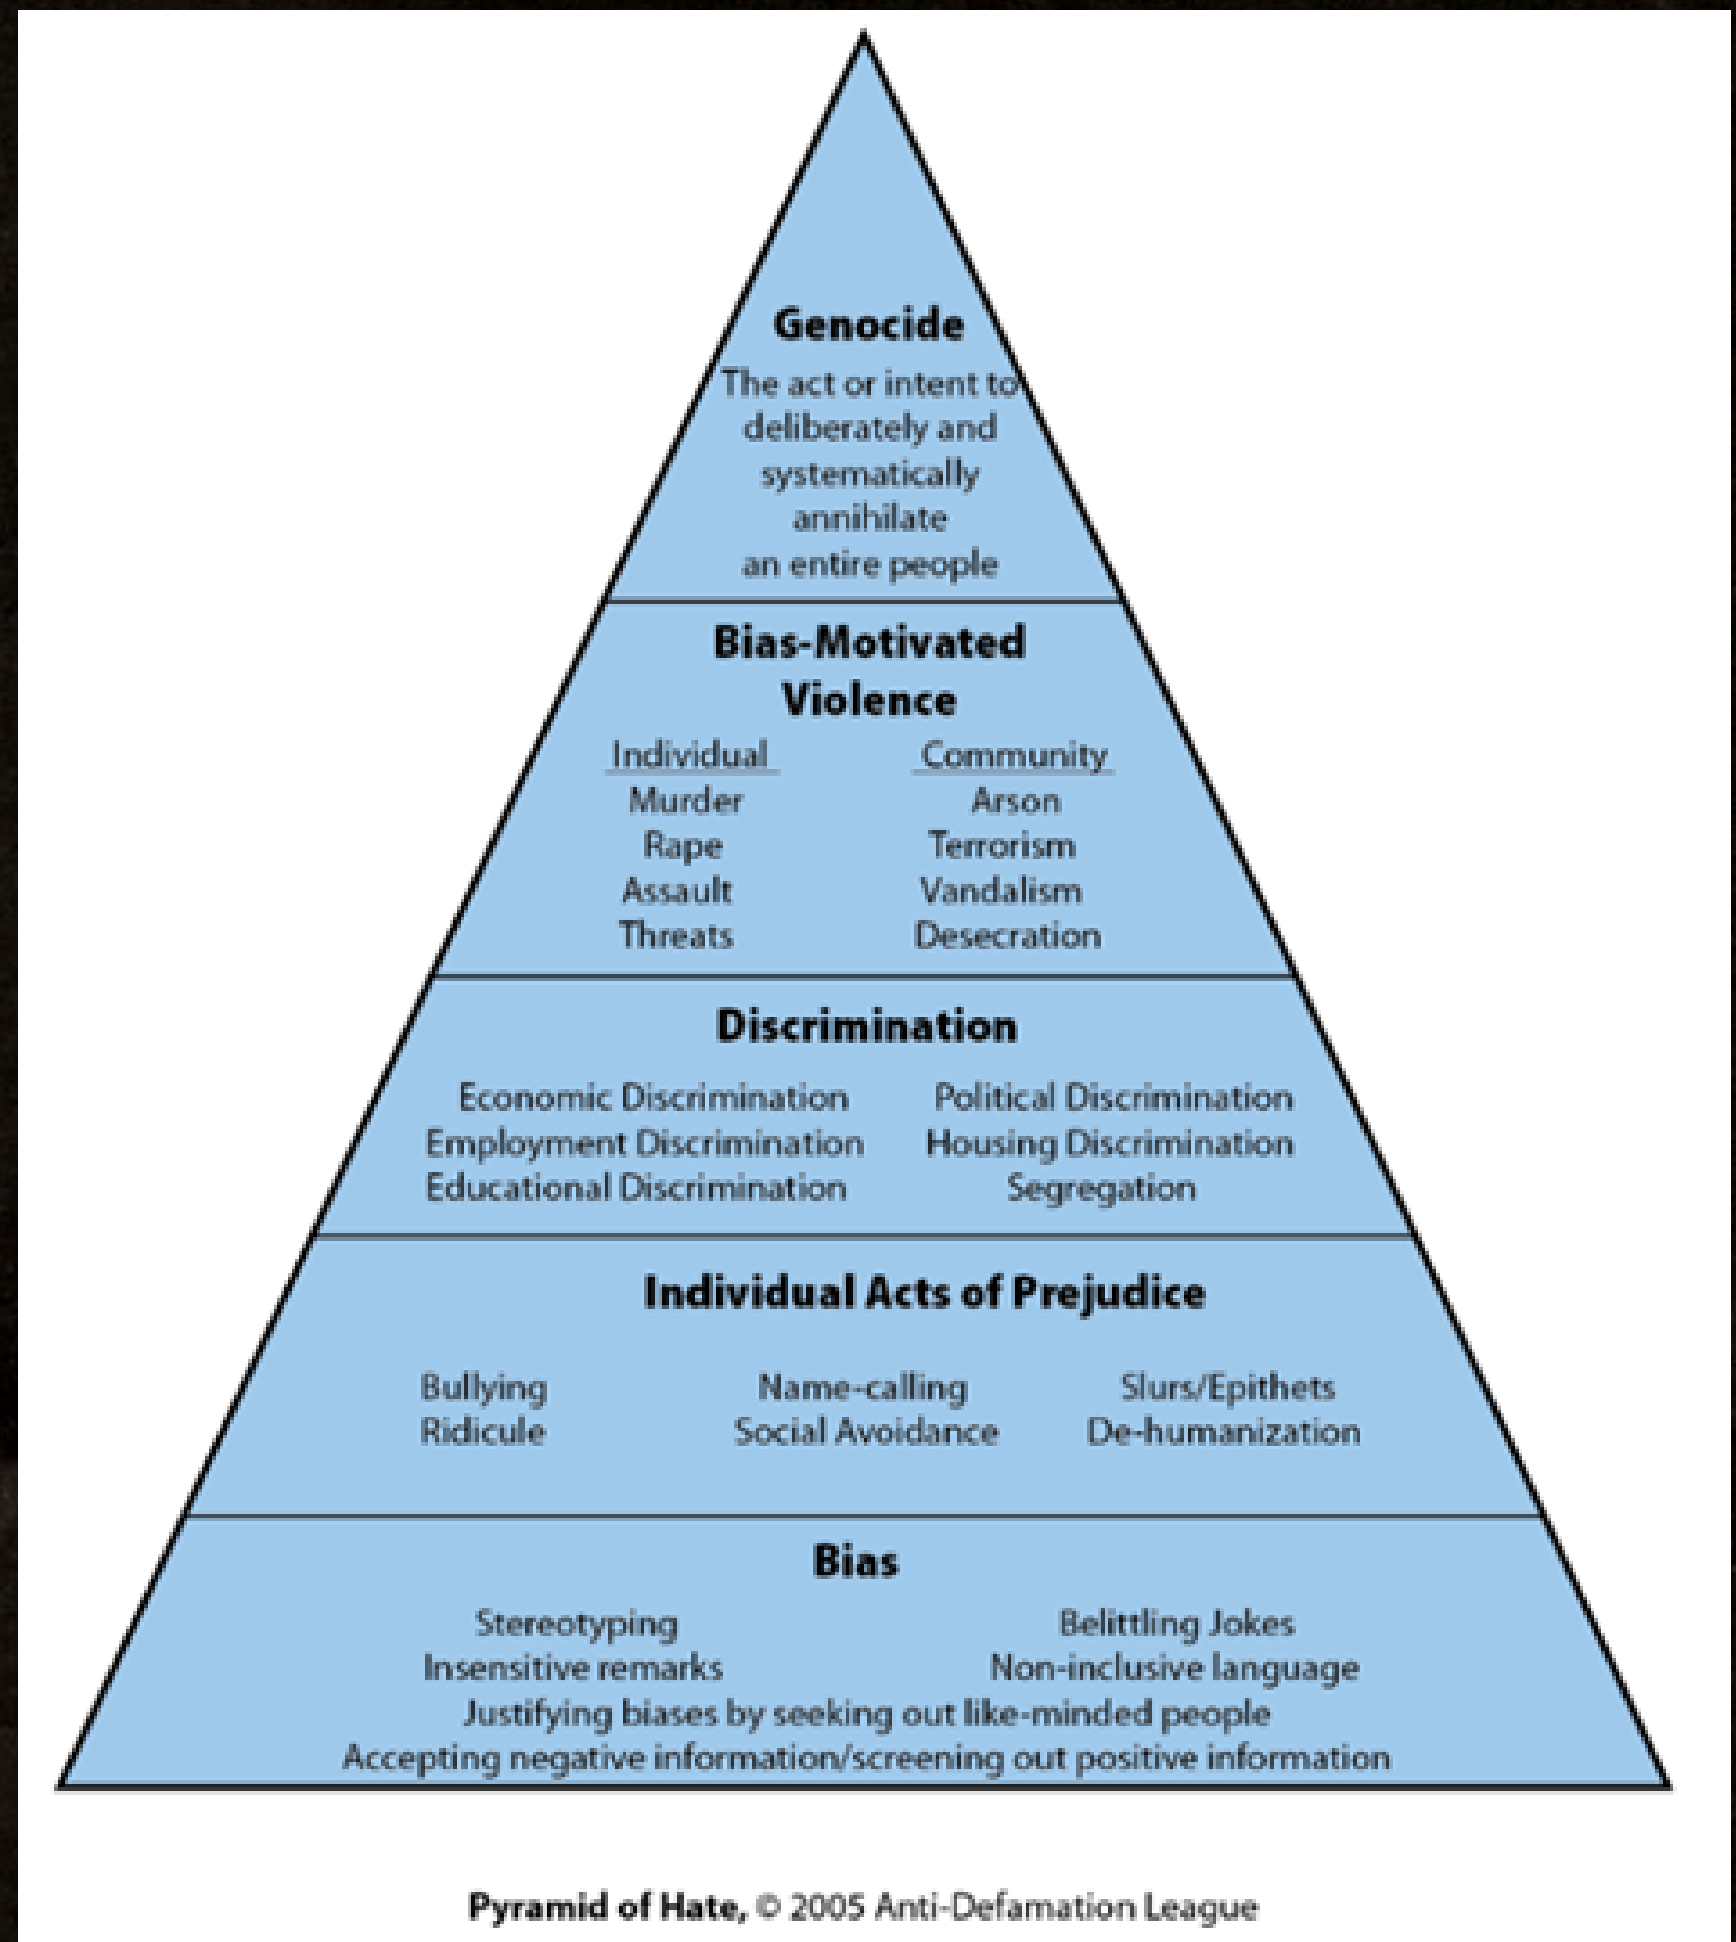 Genocide
The act or intent to
deliberately and
systematically
annihilate
an entire people
Bias-Motivated
Violence
Individual Community
Murder Arson
Rape Terrorism
Assault Vandalism
Threats Desecration
Discrimination
Economic Discrimination Political Discrimination
Employment Discrimination Housing Discrimination
Educational Discrimination Segregation
Individual Acts of Prejudice
Bullying Name-calling Slurs/Epithets
Ridicule Social Avoidance De-humanization
Bias
Stereotyping Belittling Jokes
Insensitive remarks Non-inclusive language
Justifying biases by seeking out like-minded people
Accepting negative information/screening out positive information
Pyramid of Hate, © 2005 Anti-Defamation League